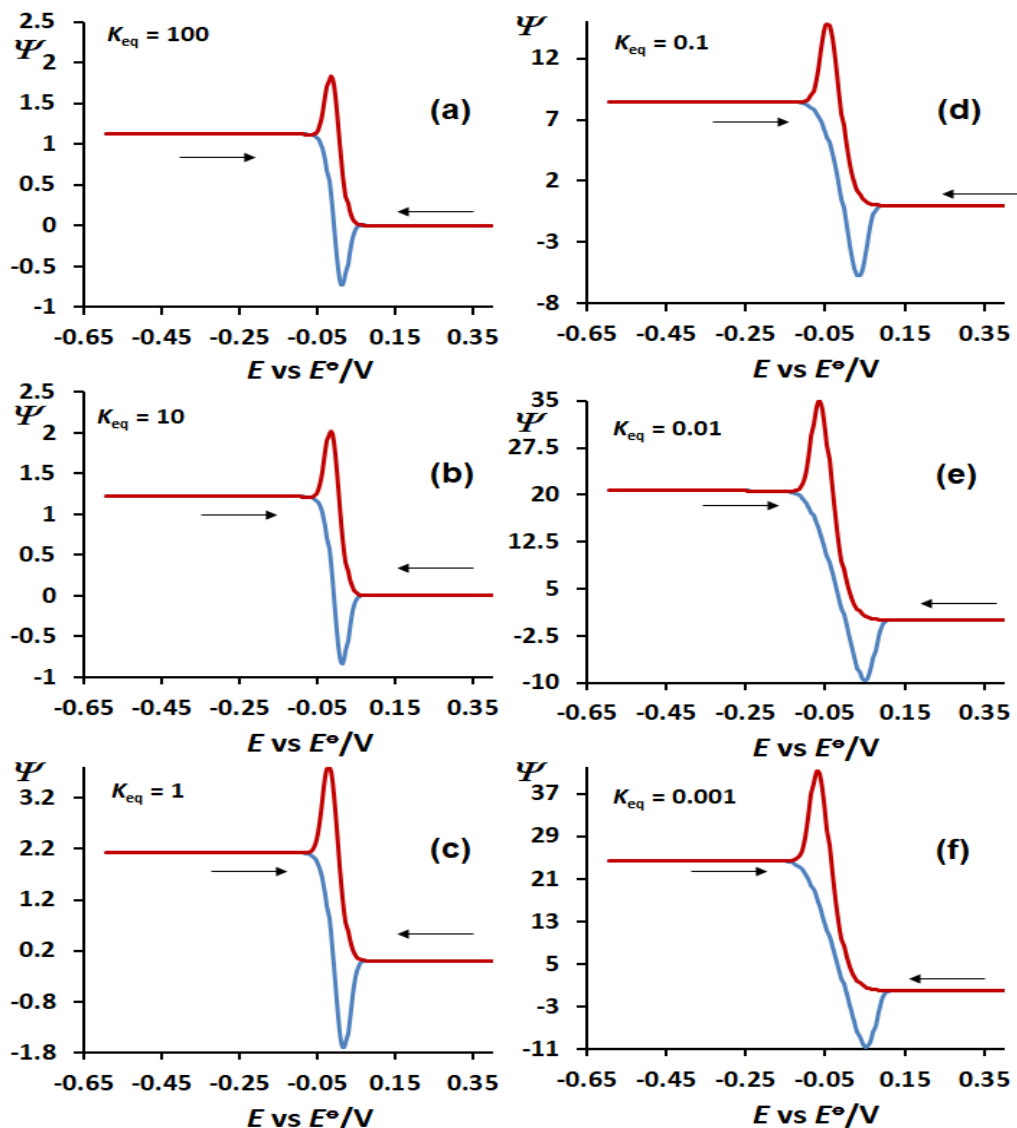 Ψ
2.5
2
1.5
1
0.5
0
-0.5
-1
K_eq = 100
(a)
-0.65 -0.45 -0.25 -0.05 0.15 0.35
E vs E°/V
Ψ
12
7
2
-3
-8
K_eq = 0.1
(d)
-0.65 -0.45 -0.25 -0.05 0.15 0.35
E vs E°/V
Ψ
2.5
2
1.5
1
0.5
0
-0.5
-1
K_eq = 10
(b)
-0.65 -0.45 -0.25 -0.05 0.15 0.35
E vs E°/V
Ψ
35
27.5
20
12.5
5
-2.5
-10
K_eq = 0.01
(e)
-0.65 -0.45 -0.25 -0.05 0.15 0.35
E vs E°/V
Ψ
3.2
2.2
1.2
0.2
-0.8
-1.8
K_eq = 1
(c)
-0.65 -0.45 -0.25 -0.05 0.15 0.35
E vs E°/V
Ψ
37
29
21
13
5
-3
-11
K_eq = 0.001
(f)
-0.65 -0.45 -0.25 -0.05 0.15 0.35
E vs E°/V